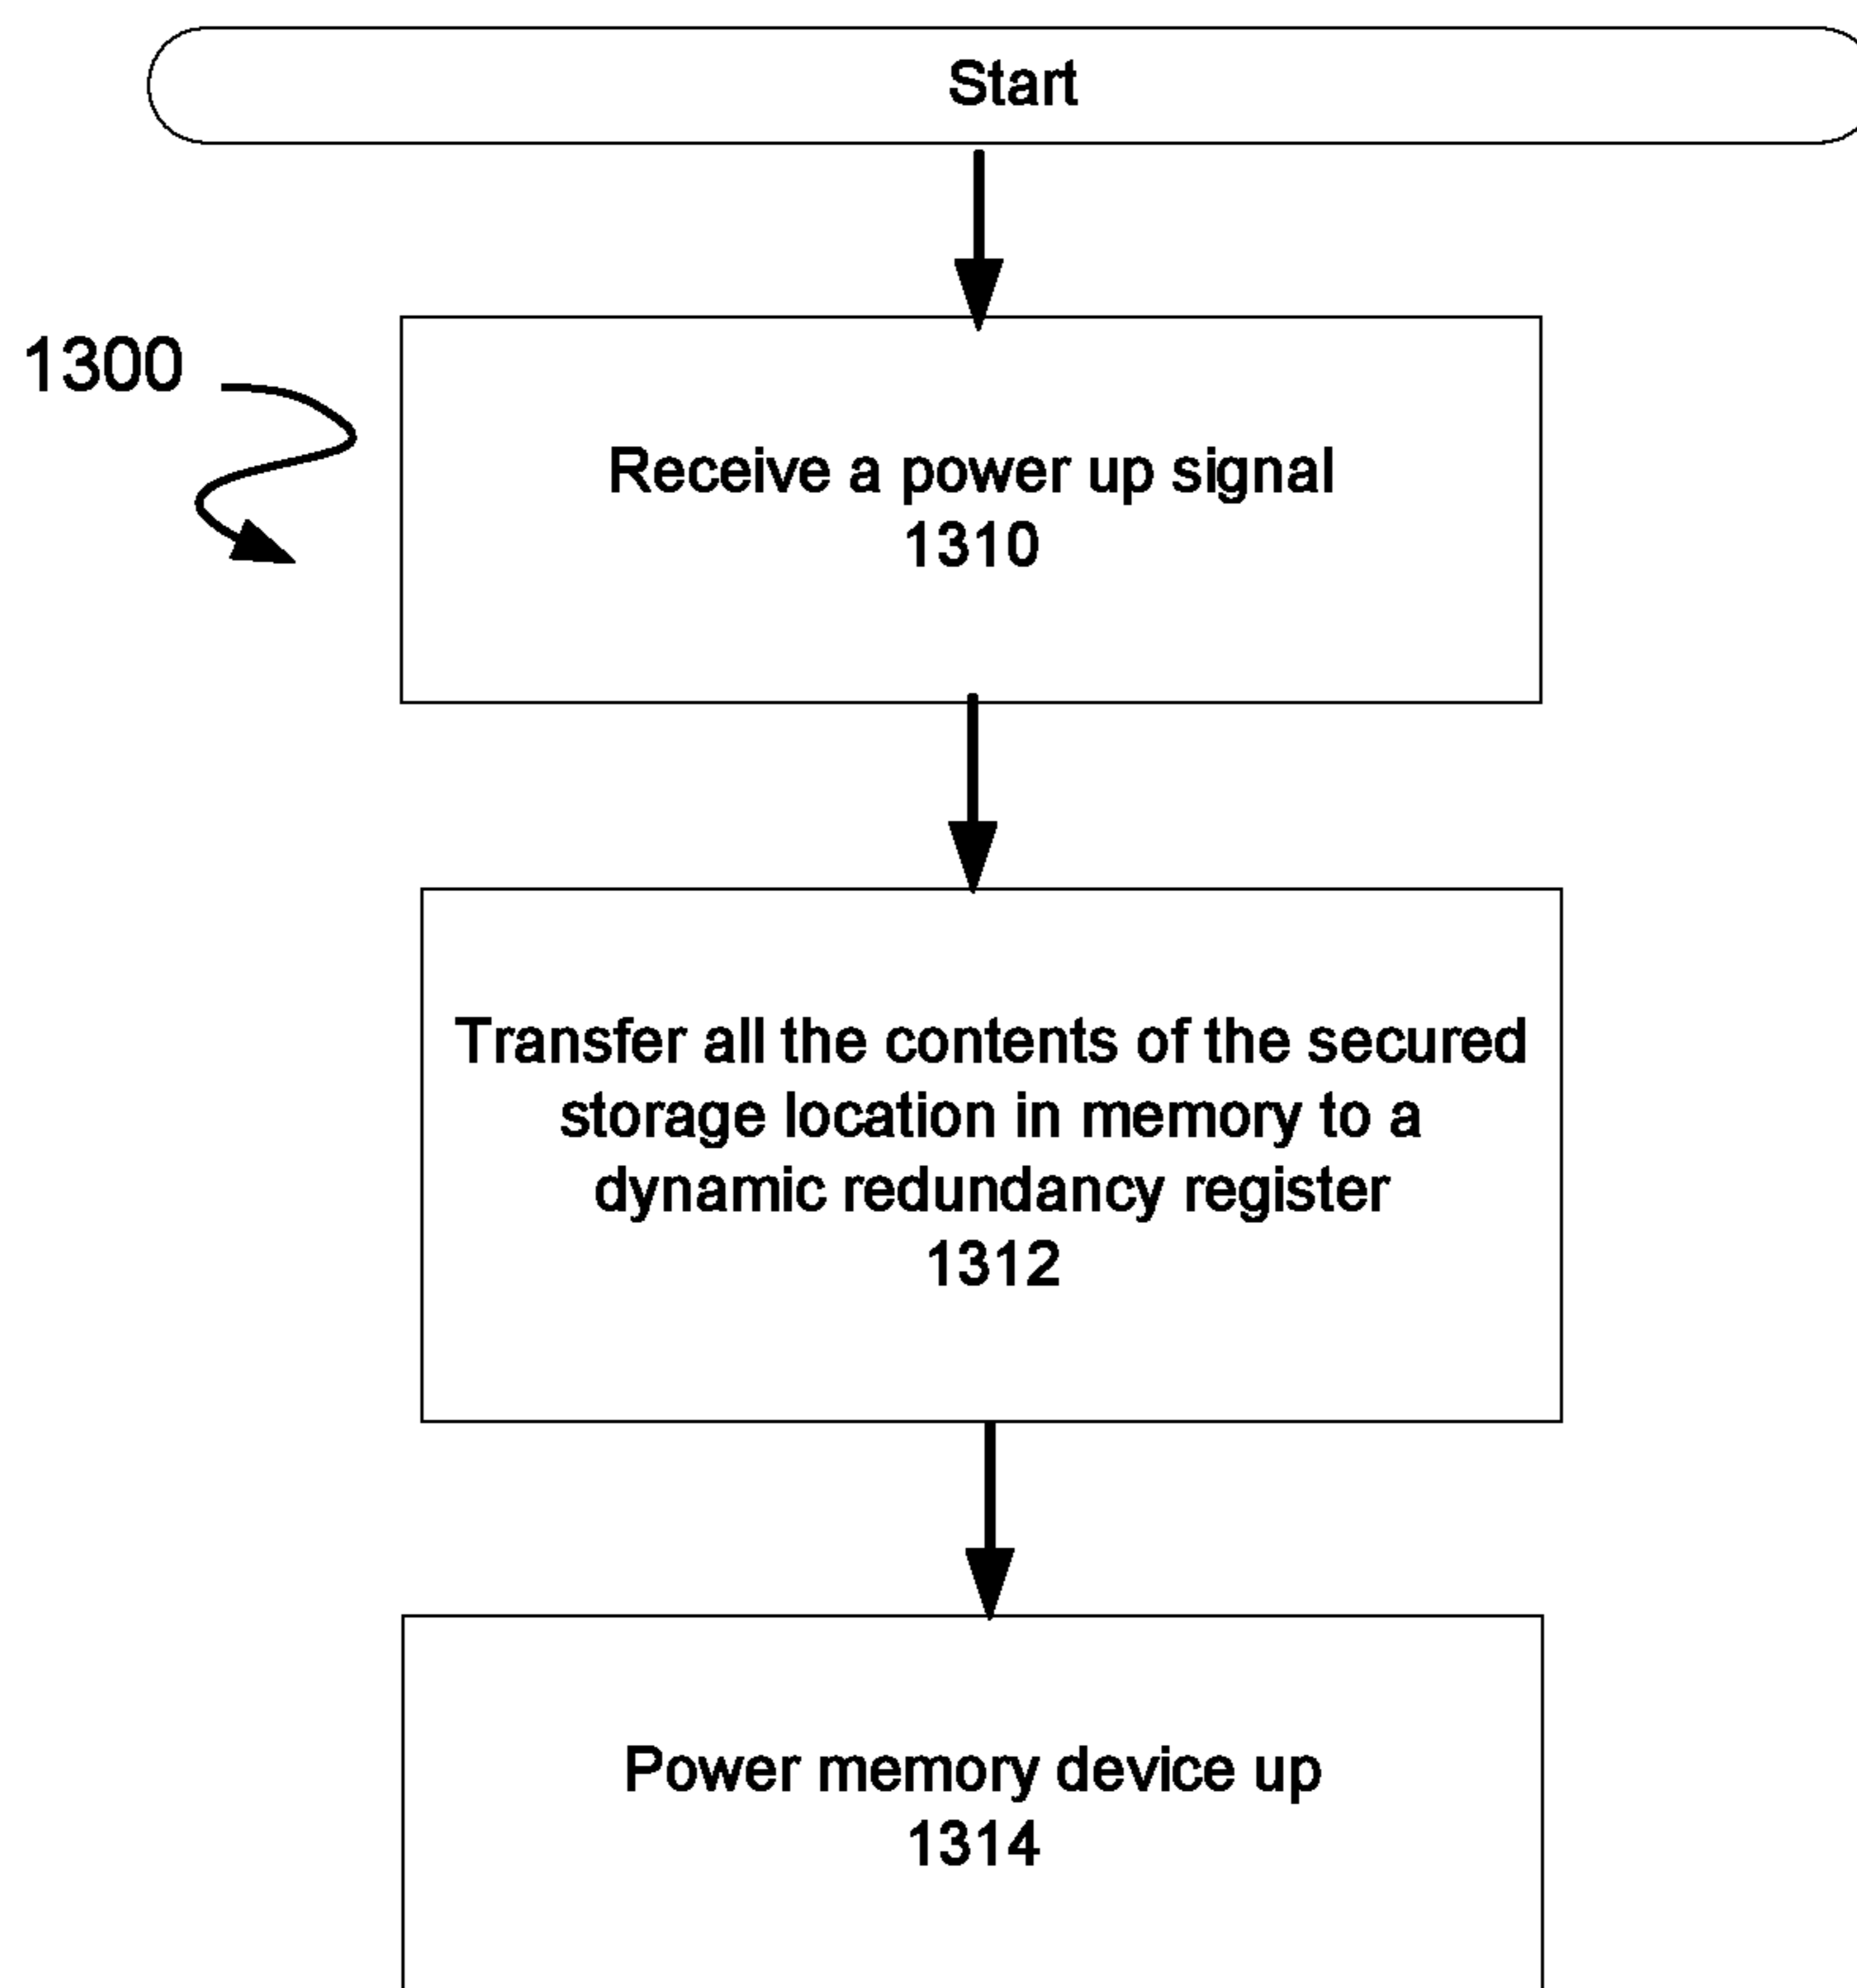 Start
1300
Receive a power up signal
1310
Transfer all the contents of the secured
storage location in memory to a
dynamic redundancy register
1312
Power memory device up
1314